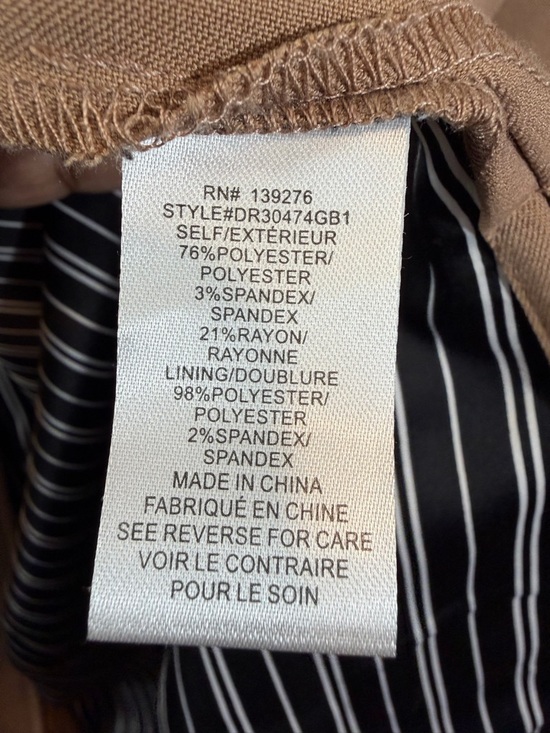 RN# 139276
STYLE#DR30474GB1
SELF/EXTÉRIEUR
76%POLYESTER/
POLYESTER
3%SPANDEX/
SPANDEX
21%RAYON/
RAYONNE
LINING/DOUBLURE
98%POLYESTER/
POLYESTER
2%SPANDEX/
SPANDEX
MADE IN CHINA
FABRIQUÉ EN CHINE
SEE REVERSE FOR CARE
VOIR LE CONTRAIRE
POUR LE SOIN